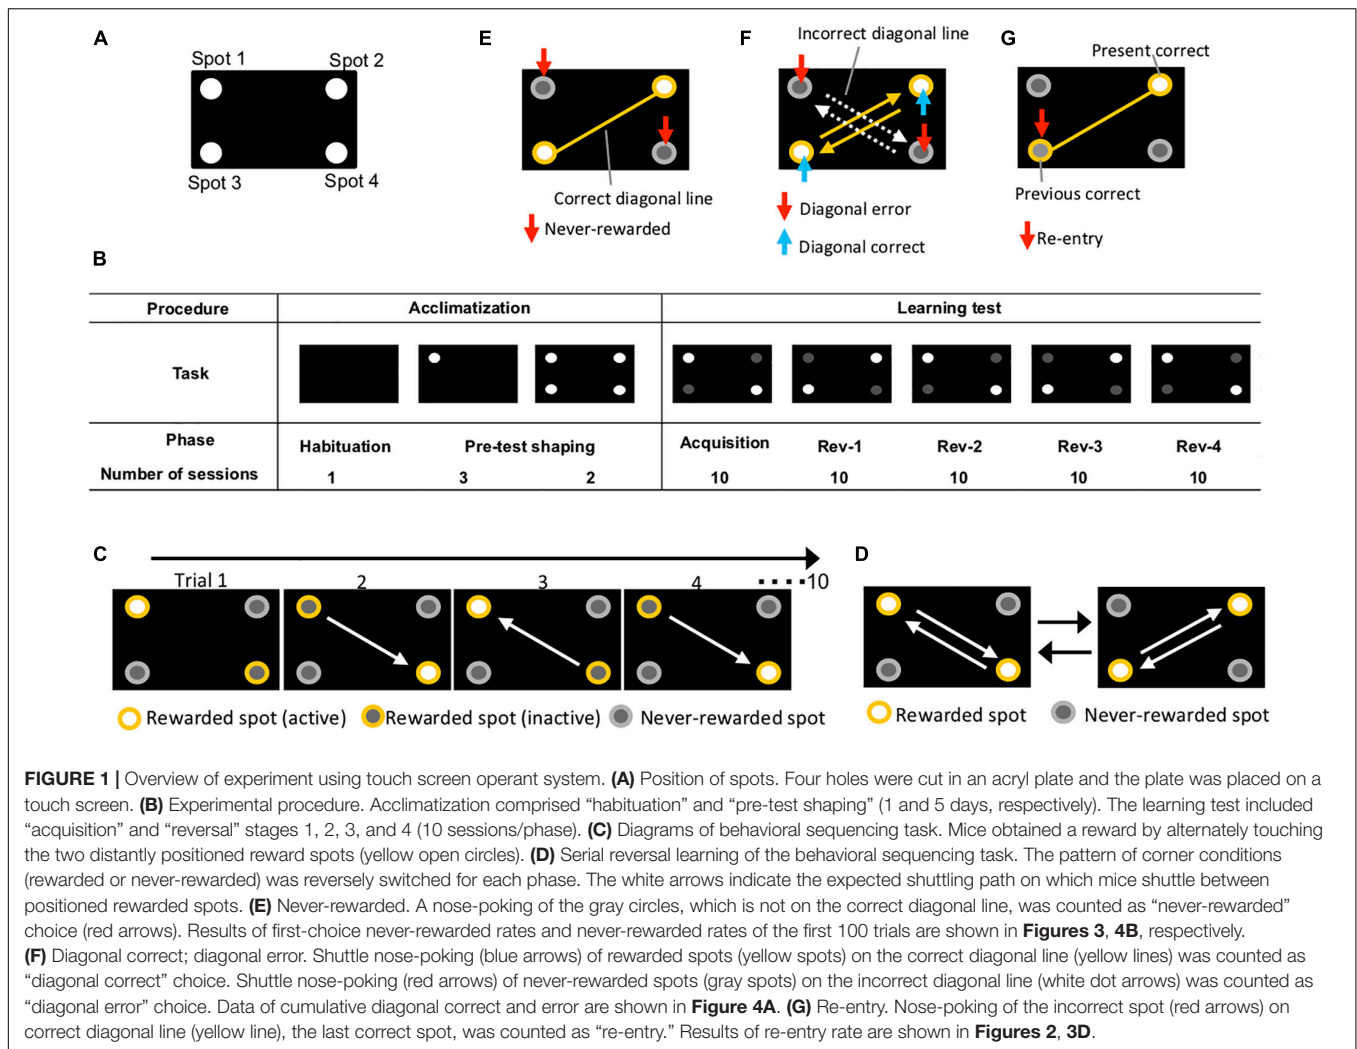 A
Spot 1
Spot 2
Spot 3
Spot 4
E
Correct diagonal line
Never-rewarded
F
Incorrect diagonal line
Diagonal error
Diagonal correct
G
Present correct
Previous correct
Re-entry
B
Procedure Acclimatization Learning test
Task
Phase Habituation Pre-test shaping Acquisition Rev-1 Rev-2 Rev-3 Rev-4
Number of sessions 1 3 2 10 10 10 10 10
C
Trial 1 2 3 4 ····10
Rewarded spot (active) Rewarded spot (inactive) Never-rewarded spot
D
Rewarded spot Never-rewarded spot
FIGURE 1 | Overview of experiment using touch screen operant system. (A) Position of spots. Four holes were cut in an acryl plate and the plate was placed on a
touch screen. (B) Experimental procedure. Acclimatization comprised “habituation” and “pre-test shaping” (1 and 5 days, respectively). The learning test included
“acquisition” and “reversal” stages 1, 2, 3, and 4 (10 sessions/phase). (C) Diagrams of behavioral sequencing task. Mice obtained a reward by alternately touching
the two distantly positioned reward spots (yellow open circles). (D) Serial reversal learning of the behavioral sequencing task. The pattern of corner conditions
(rewarded or never-rewarded) was reversely switched for each phase. The white arrows indicate the expected shuttling path on which mice shuttle between
positioned rewarded spots. (E) Never-rewarded. A nose-poking of the gray circles, which is not on the correct diagonal line, was counted as “never-rewarded”
choice (red arrows). Results of first-choice never-rewarded rates and never-rewarded rates of the first 100 trials are shown in Figures 3, 4B, respectively.
(F) Diagonal correct; diagonal error. Shuttle nose-poking (blue arrows) of rewarded spots (yellow spots) on the correct diagonal line (yellow lines) was counted as
“diagonal correct” choice. Shuttle nose-poking (red arrows) of never-rewarded spots (gray spots) on the incorrect diagonal line (white dot arrows) was counted as
“diagonal error” choice. Data of cumulative diagonal correct and error are shown in Figure 4A. (G) Re-entry. Nose-poking of the incorrect spot (red arrows) on
correct diagonal line (yellow line), the last correct spot, was counted as “re-entry.” Results of re-entry rate are shown in Figures 2, 3D.